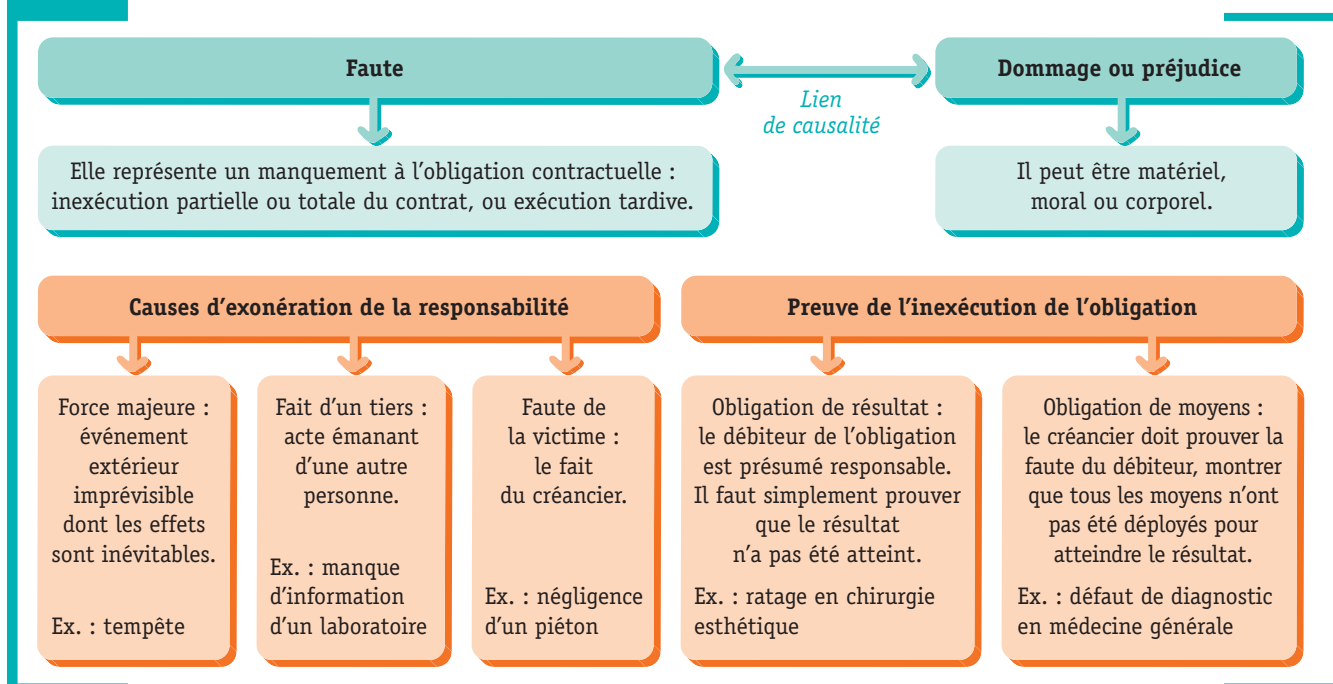 Faute
Dommage ou préjudice
Lien
de causalité
Elle représente un manquement à l’obligation contractuelle :
inexécution partielle ou totale du contrat, ou exécution tardive.
Il peut être matériel,
moral ou corporel.
Causes d’exonération de la responsabilité
Preuve de l’inexécution de l’obligation
Force majeure :
événement
extérieur
imprévisible
dont les effets
sont inévitables.
Ex. : tempête
Fait d’un tiers :
acte émanant
d’une autre
personne.
Ex. : manque
d’information
d’un laboratoire
Faute de
la victime :
le fait
du créancier.
Ex. : négligence
d’un piéton
Obligation de résultat :
le débiteur de l’obligation
est présumé responsable.
Il faut simplement prouver
que le résultat
n’a pas été atteint.
Ex. : ratage en chirurgie
esthétique
Obligation de moyens :
le créancier doit prouver la
faute du débiteur, montrer
que tous les moyens n’ont
pas été déployés pour
atteindre le résultat.
Ex. : défaut de diagnostic
en médecine générale